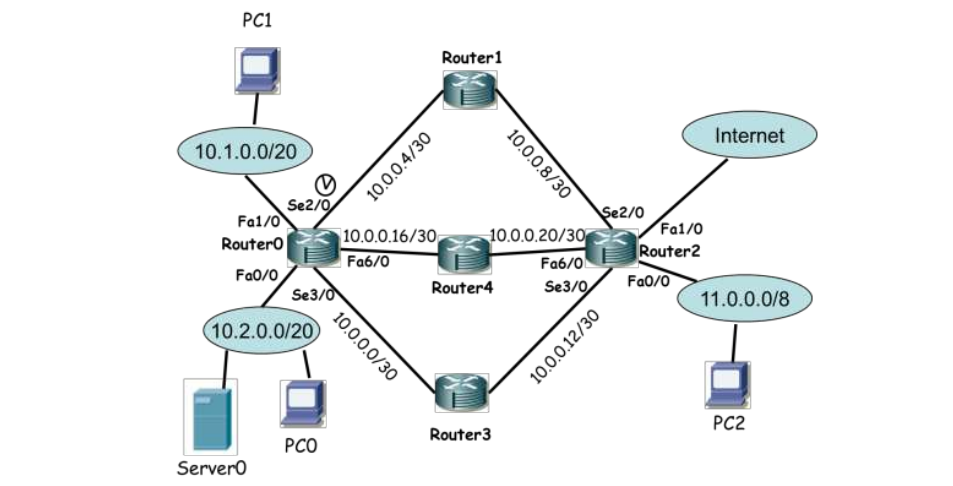 PC1
Router1
10.1.0.0/20
Internet
10.0.0.4/30
10.0.0.8/30
V
Se2/0
Se2/0
Fa1/0
Fa1/0
Router0
10.0.0.16/30
10.0.0.20/30
Router2
Fa6/0
Fa6/0
Fa0/0
Router4
Se3/0
Fa0/0
Se3/0
11.0.0.0/8
10.2.0.0/20
10.0.0.0/30
10.0.0.12/30
PC2
Router3
PC0
Server0